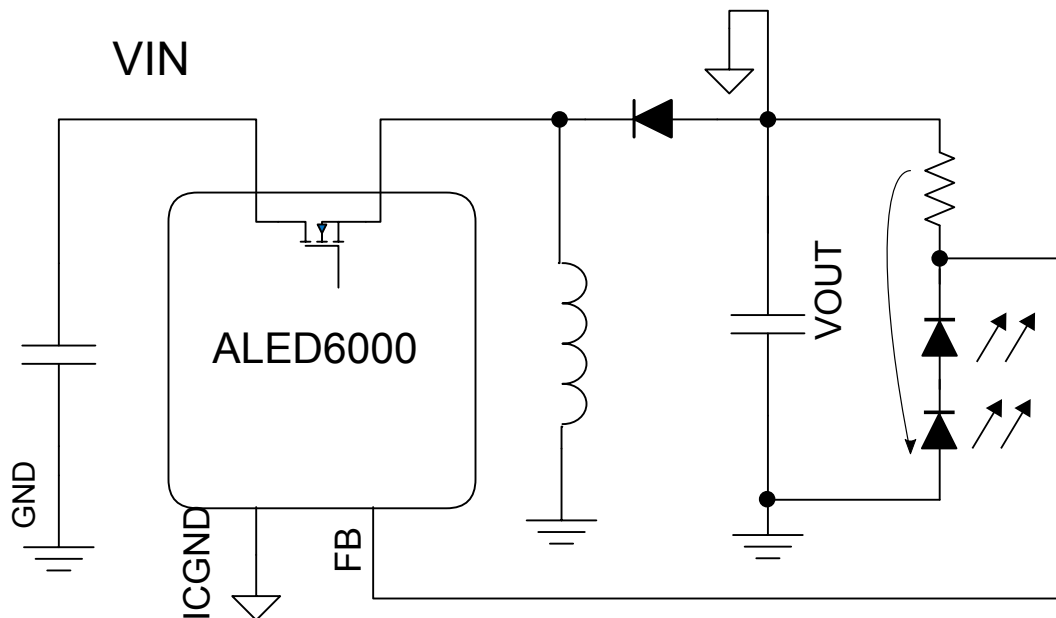 VIN
VOUT
ALED6000
GND
ICGND
FB